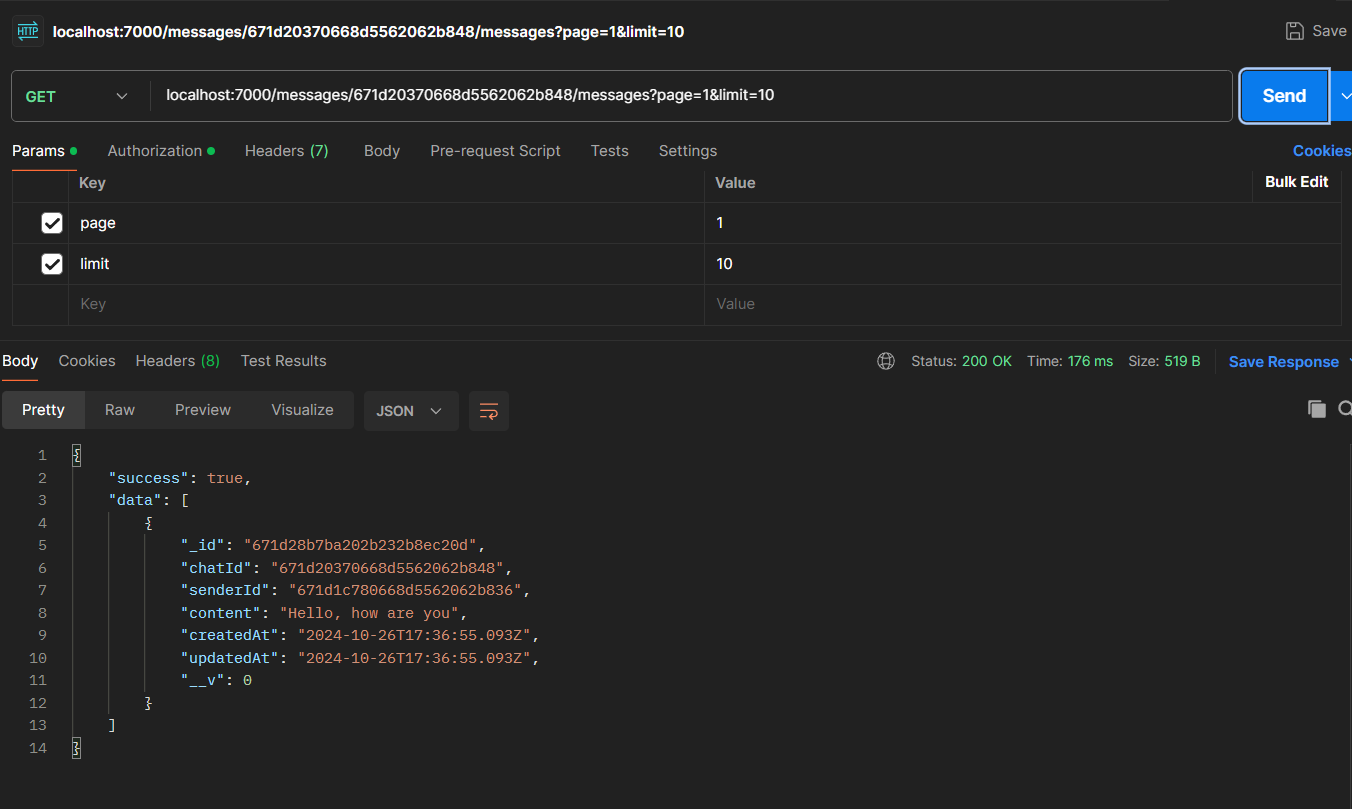 HTTP localhost:7000/messages/671d20370668d5562062b848/messages?page=1&limit=10 Save
GET localhost:7000/messages/671d20370668d5562062b848/messages?page=1&limit=10 Send
Params Authorization Headers (7) Body Pre-request Script Tests Settings Cookies
Key Value Bulk Edit
page 1
limit 10
Key Value
Body Cookies Headers (8) Test Results Status: 200 OK Time: 176 ms Size: 519 B Save Response
Pretty Raw Preview Visualize JSON
1 {
2 "success": true,
3 "data": [
4 {
5 "_id": "671d28b7ba202b232b8ec20d",
6 "chatId": "671d20370668d5562062b848",
7 "senderId": "671d1c780668d5562062b836",
8 "content": "Hello, how are you",
9 "createdAt": "2024-10-26T17:36:55.093Z",
10 "updatedAt": "2024-10-26T17:36:55.093Z",
11 "__v": 0
12 }
13 ]
14 }